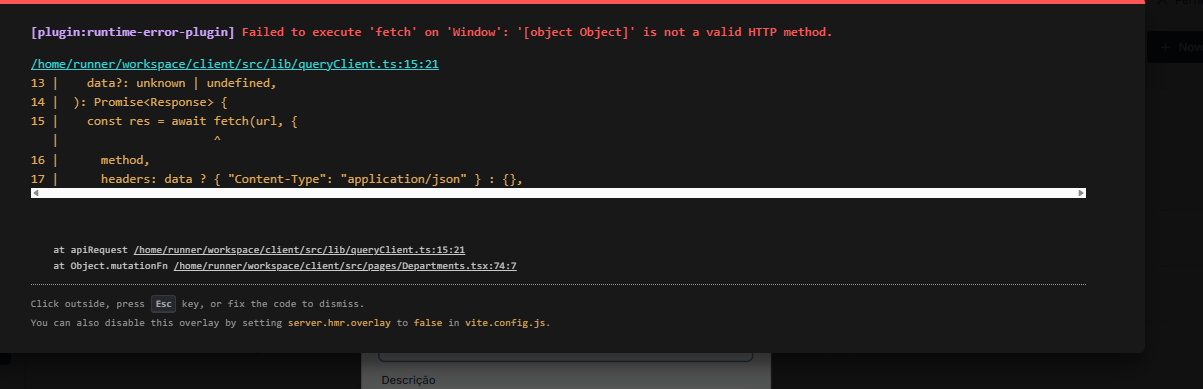 [plugin:runtime-error-plugin] Failed to execute 'fetch' on 'Window': '[object Object]' is not a valid HTTP method.
/home/runner/workspace/client/src/lib/queryClient.ts:15:21
13 |    data?: unknown | undefined,
14 |  ): Promise<Response> {
15 |    const res = await fetch(url, {
   |                      ^
16 |      method,
17 |      headers: data ? { "Content-Type": "application/json" } : {},
at apiRequest /home/runner/workspace/client/src/lib/queryClient.ts:15:21
at Object.mutationFn /home/runner/workspace/client/src/pages/Departments.tsx:74:7
Click outside, press Esc key, or fix the code to dismiss.
You can also disable this overlay by setting server.hmr.overlay to false in vite.config.js.
+ Nov
Descrição